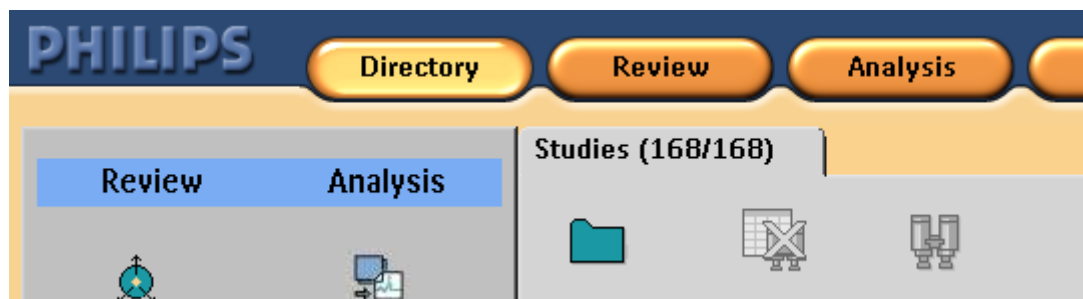 PHILIPS
Directory Review Analysis
Studies (168/168)
Review Analysis